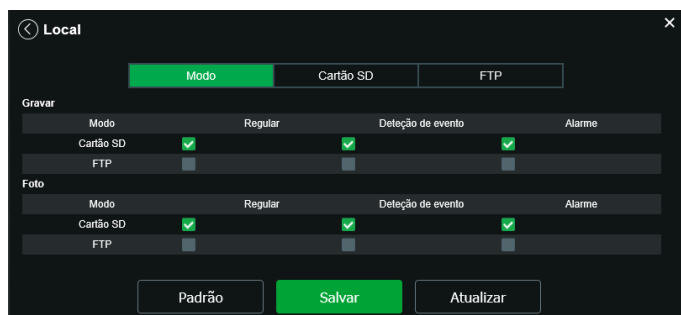 Local
Modo Cartão SD FTP
Gravar
Modo Regular Deteção de evento Alarme
Cartão SD
FTP
Foto
Modo Regular Deteção de evento Alarme
Cartão SD
FTP
Padrão Salvar Atualizar